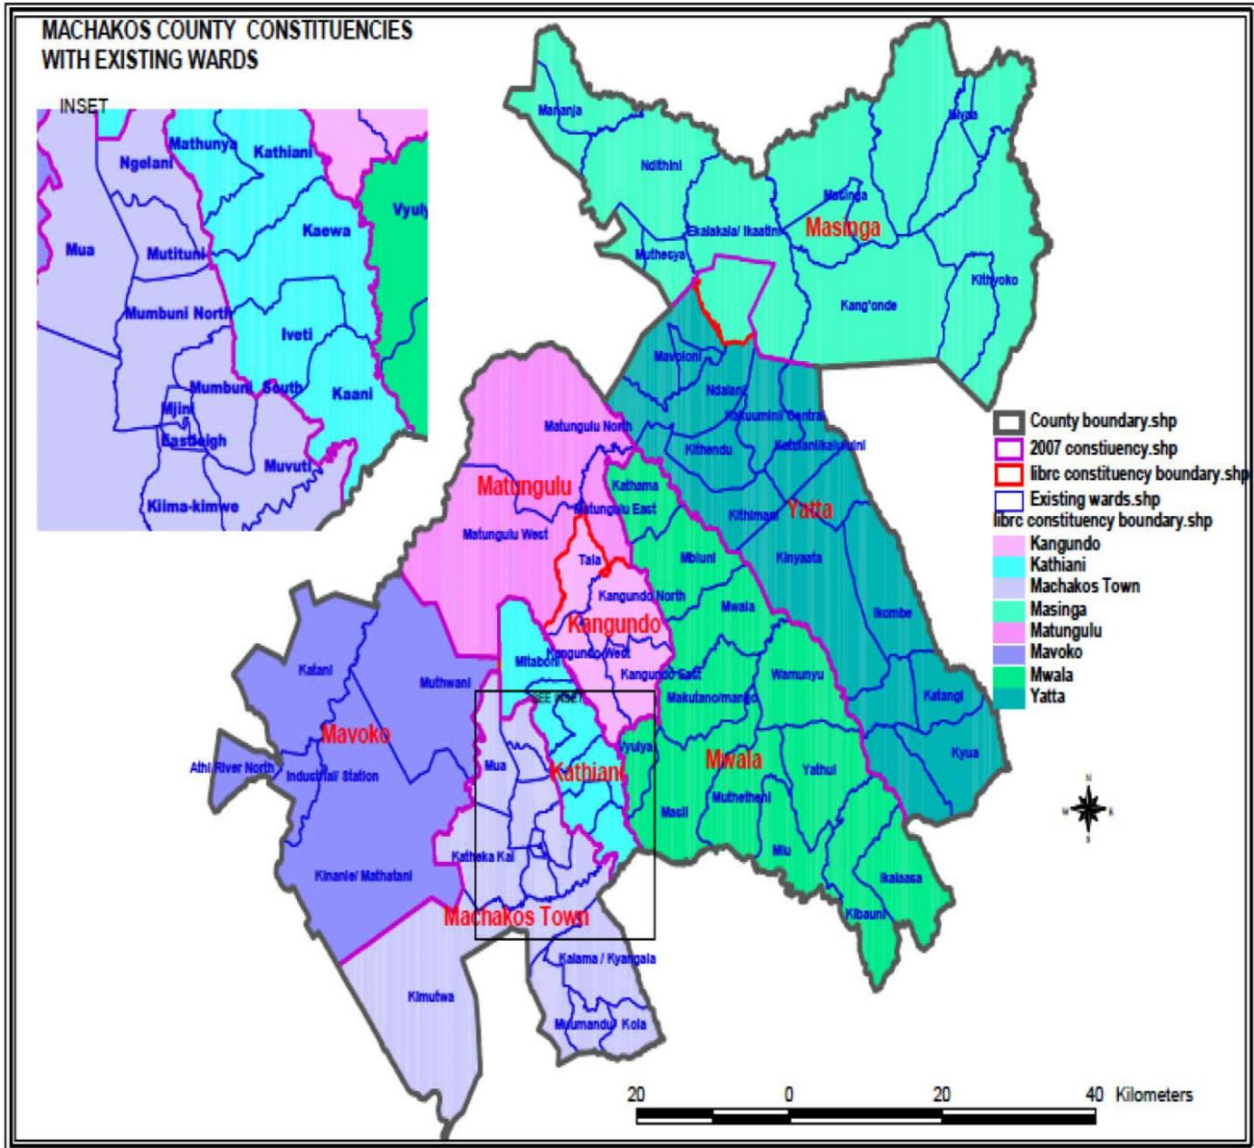 MACHAKOS COUNTY CONSTITUENCIES
WITH EXISTING WARDS
INSET
Mathunya
Kathiani
Ngelani
Kaewa
Mua
Mutituni
Mumbuni North
Iveti
Mumbuni South
Kaani
Mjini
Eastleigh
Muvuti
Kiima-kimwe
Mananja
Ndithini
Masinga
Masinga
Ekalakala/ Ikaatini
Muthesya
Kithyoko
Kang'onde
Mavoloni
Ndalani
Kithendu
Kithimani
Yatta
Kinyaata
Ikombe
Katangi
Kyua
Matungulu North
Matungulu
Kathama
Matungulu East
Matungulu West
Tala
Mbiuni
Kangundo North
Mwala
Kangundo
Kangundo West
Kangundo East
Mitaboni
Wamunyu
Makutano/mango
SEE INSET
Katani
Muthwani
Mavoko
Athi River North
Industrial/ Station
Mua
Kathiani
Vyulya
Mwala
Yathui
Masii
Muthetheni
Miu
Ikalaasa
Kibauni
Katheka Kai
Kinanie/ Mathatani
Machakos Town
Kalama / Kyangala
Kimutwa
Muumandu/ Kola
County boundary.shp
2007 constiuency.shp
Iibrc constituency boundary.shp
Existing wards.shp
Iibrc constituency boundary.shp
Kangundo
Kathiani
Machakos Town
Masinga
Matungulu
Mavoko
Mwala
Yatta
N
20 0 20 40 Kilometers